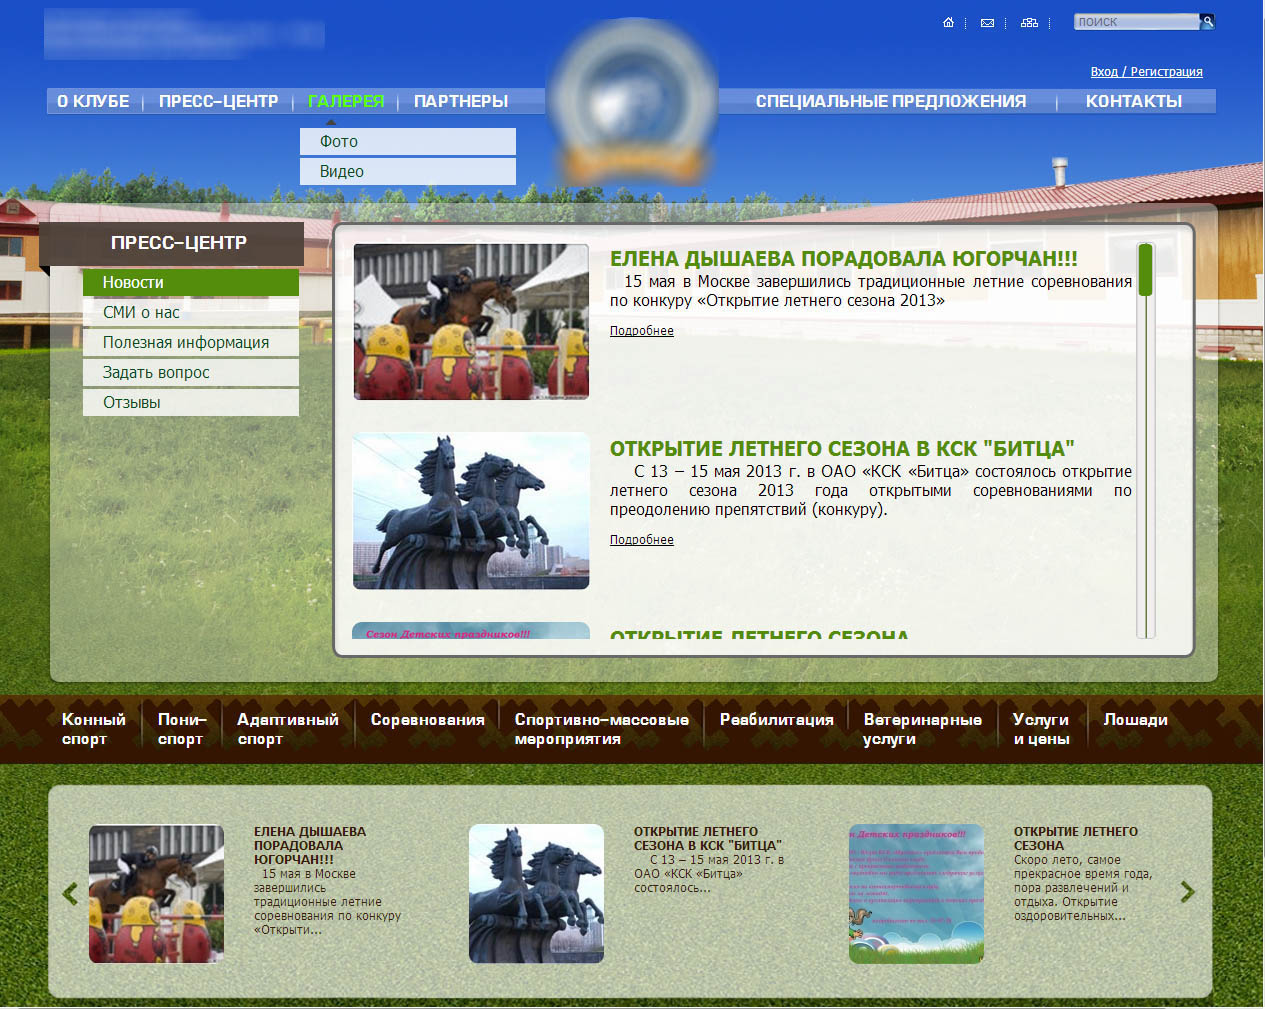 ПОИСК
Вход / Регистрация
О КЛУБЕ
ПРЕСС-ЦЕНТР
ГАЛЕРЕЯ
ПАРТНЕРЫ
СПЕЦИАЛЬНЫЕ ПРЕДЛОЖЕНИЯ
КОНТАКТЫ
Фото
Видео
ПРЕСС-ЦЕНТР
Новости
СМИ о нас
Полезная информация
Задать вопрос
Отзывы
ЕЛЕНА ДЫШАЕВА ПОРАДОВАЛА ЮГОРЧАН!!!
15 мая в Москве завершились традиционные летние соревнования
по конкуру «Открытие летнего сезона 2013»
Подробнее
ОТКРЫТИЕ ЛЕТНЕГО СЕЗОНА В КСК "БИТЦА"
С 13 – 15 мая 2013 г. в ОАО «КСК «Битца» состоялось открытие
летнего сезона 2013 года открытыми соревнованиями по
преодолению препятствий (конкуру).
Подробнее
Сезон Детских праздников!!!
ОТКРЫТИЕ ЛЕТНЕГО СЕЗОНА
Конный
спорт
Пони-
спорт
Адаптивный
спорт
Соревнования
Спортивно-массовые
мероприятия
Реабилитация
Ветеринарные
услуги
Услуги
и цены
Лошади
ЕЛЕНА ДЫШАЕВА
ПОРАДОВАЛА
ЮГОРЧАН!!!
15 мая в Москве
завершились
традиционные летние
соревнования по конкуру
«Открыти...
ОТКРЫТИЕ ЛЕТНЕГО
СЕЗОНА В КСК "БИТЦА"
С 13 – 15 мая 2013 г. в
ОАО «КСК «Битца»
состоялось...
н Детских праздников!!!
ОТКРЫТИЕ ЛЕТНЕГО
СЕЗОНА
Скоро лето, самое
прекрасное время года,
пора развлечений и
отдыха. Открытие
оздоровительных...